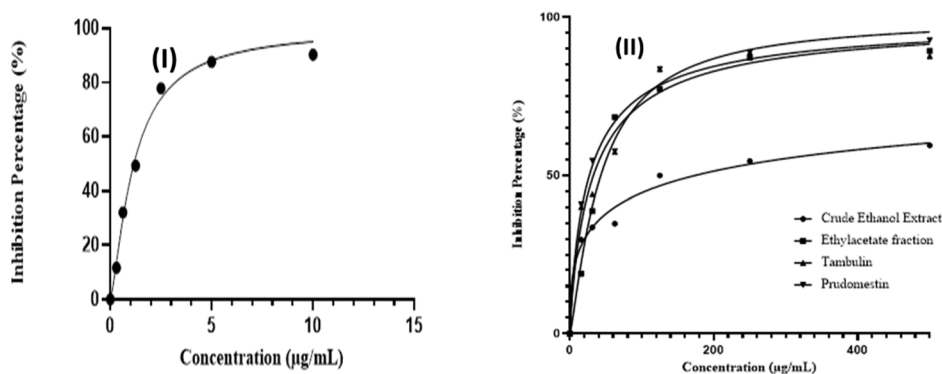 (I)
Inhibition Percentage (%)
100
80
60
40
20
0
0 5 10 15
Concentration (µg/mL)
(II)
Inhibition Percentage (%)
100
50
0
0 200 400
Concentration (µg/mL)
Crude Ethanol Extract
Ethylacetate fraction
Tambulin
Prudomestin